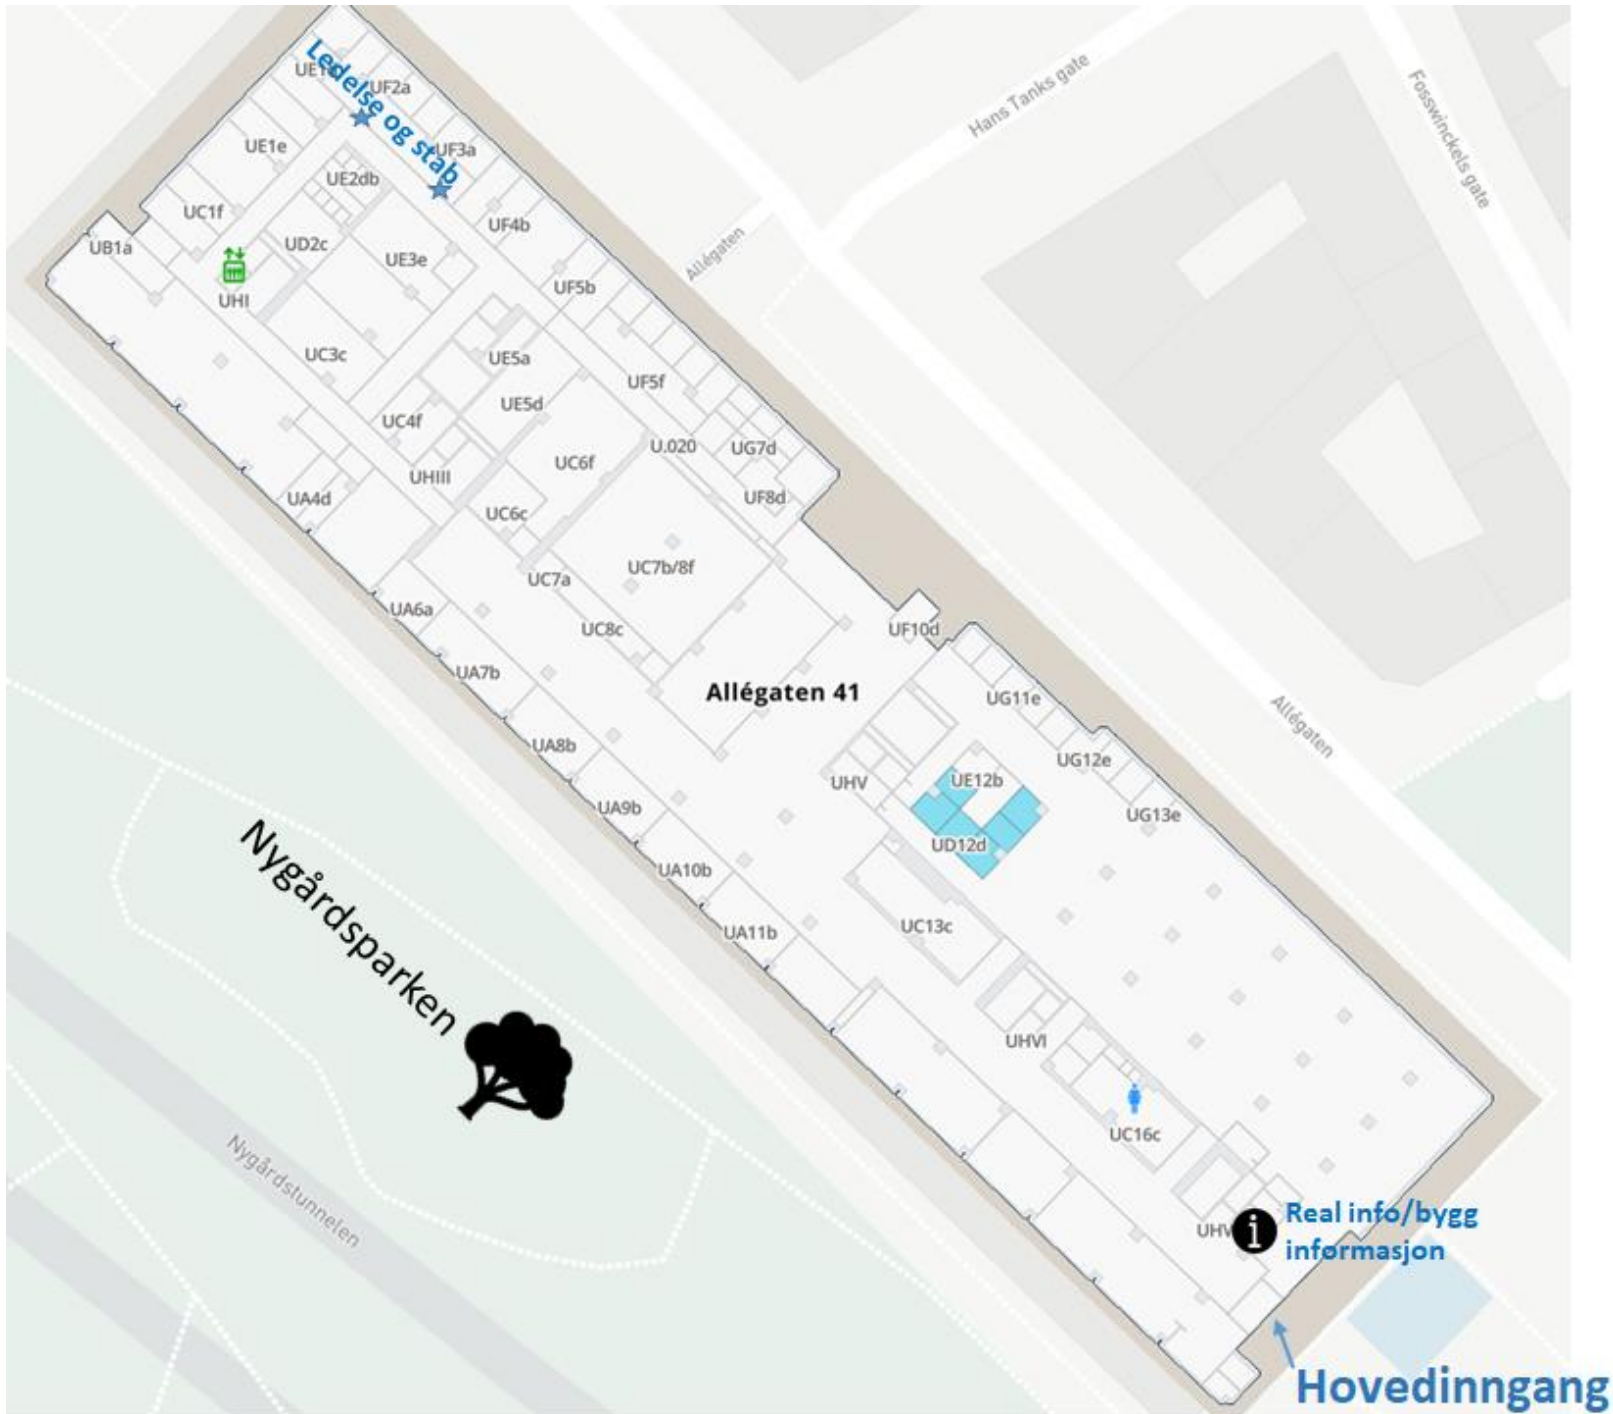 Hans Tanks gate
Fosswinckels gate
Ledelse og stab
UF2a
UF3a
UE1e
UE2db
UC1f
UF4b
UB1a
UD2c
UE3e
Allégaten
UHI
UF5b
UC3c
UE5a
UF5f
UE5d
UC4f
U.020
UG7d
UC6f
UHIII
UA4d
UF8d
UC6c
UC7b/8f
UC7a
UA6a
UC8c
UF10d
UA7b
Allégaten 41
UG11e
Allégaten
UA8b
UG12e
UHV
UE12b
UA9b
UG13e
UD12d
Nygårdsparken
UA10b
UC13c
UA11b
UHVI
UC16c
Nygårdstunnelen
UHV
i
Real info/bygg
informasjon
Hovedinngang